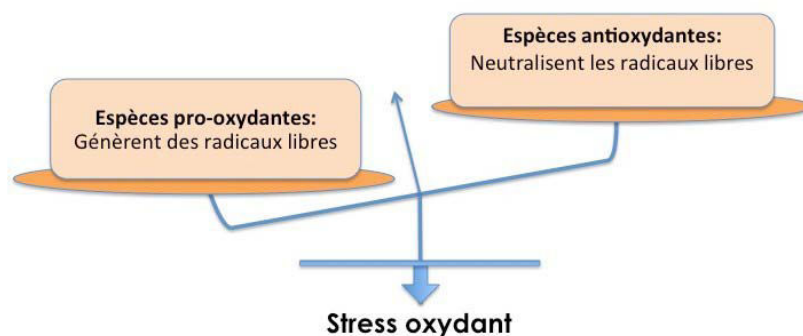 Espèces antioxydantes:
Neutralisent les radicaux libres
Espèces pro-oxydantes:
Génèrent des radicaux libres
Stress oxydant